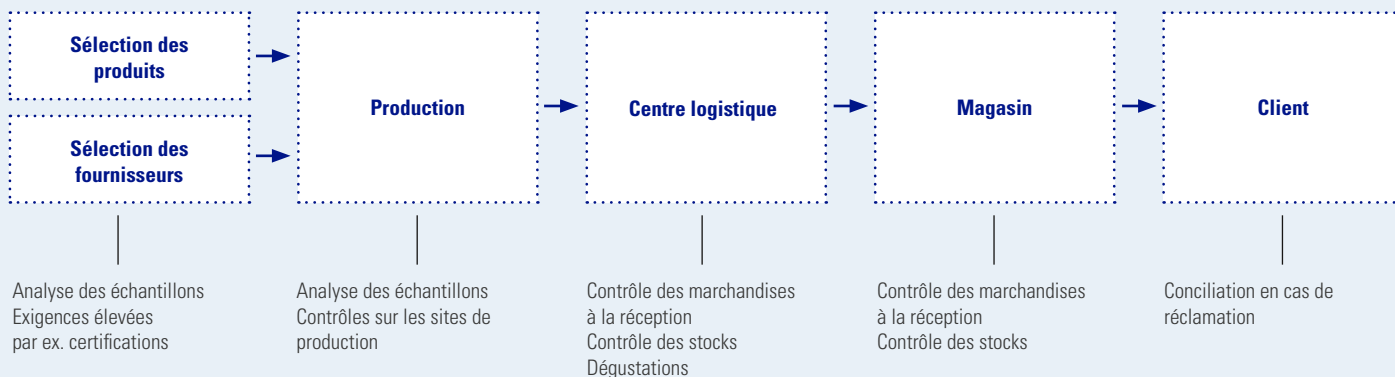 Sélection des
produits
Sélection des
fournisseurs
Production
Centre logistique
Magasin
Client
Analyse des échantillons
Exigences élevées
par ex. certifications
Analyse des échantillons
Contrôles sur les sites de
production
Contrôle des marchandises
à la réception
Contrôle des stocks
Dégustations
Contrôle des marchandises
à la réception
Contrôle des stocks
Conciliation en cas de
réclamation